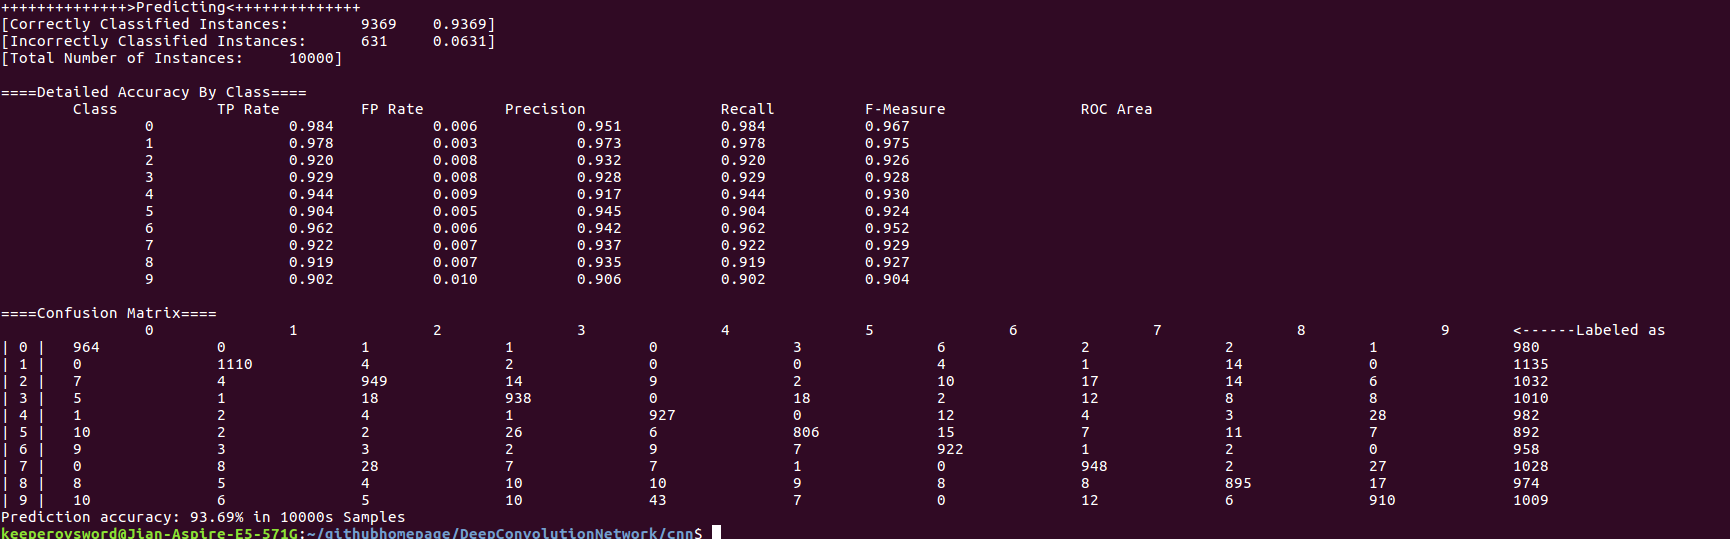 ++++++++++++++>Predicting<++++++++++++++
[Correctly Classified Instances: 9369 0.9369]
[Incorrectly Classified Instances: 631 0.0631]
[Total Number of Instances: 10000]
====Detailed Accuracy By Class====
Class TP Rate FP Rate Precision Recall F-Measure ROC Area
0 0.984 0.006 0.951 0.984 0.967
1 0.978 0.003 0.973 0.978 0.975
2 0.920 0.008 0.932 0.920 0.926
3 0.929 0.008 0.928 0.929 0.928
4 0.944 0.009 0.917 0.944 0.930
5 0.904 0.005 0.945 0.904 0.924
6 0.962 0.006 0.942 0.962 0.952
7 0.922 0.007 0.937 0.922 0.929
8 0.919 0.007 0.935 0.919 0.927
9 0.902 0.010 0.906 0.902 0.904
====Confusion Matrix====
0 1 2 3 4 5 6 7 8 9 <------Labeled as
| 0 | 964 0 1 1 0 3 6 2 2 1 980
| 1 | 0 1110 4 2 0 0 4 1 14 0 1135
| 2 | 7 4 949 14 9 2 10 17 14 6 1032
| 3 | 5 1 18 938 0 18 2 12 8 8 1010
| 4 | 1 2 4 1 927 0 12 4 3 28 982
| 5 | 10 2 2 26 6 806 15 7 11 7 892
| 6 | 9 3 3 2 9 7 922 1 2 0 958
| 7 | 0 8 28 7 7 1 0 948 2 27 1028
| 8 | 8 5 4 10 10 9 8 8 895 17 974
| 9 | 10 6 5 10 43 7 0 12 6 910 1009
Prediction accuracy: 93.69% in 10000s Samples
keeperovsword@Jian-Aspire-E5-571G:~/githubhomepage/DeepConvolutionNetwork/cnn$